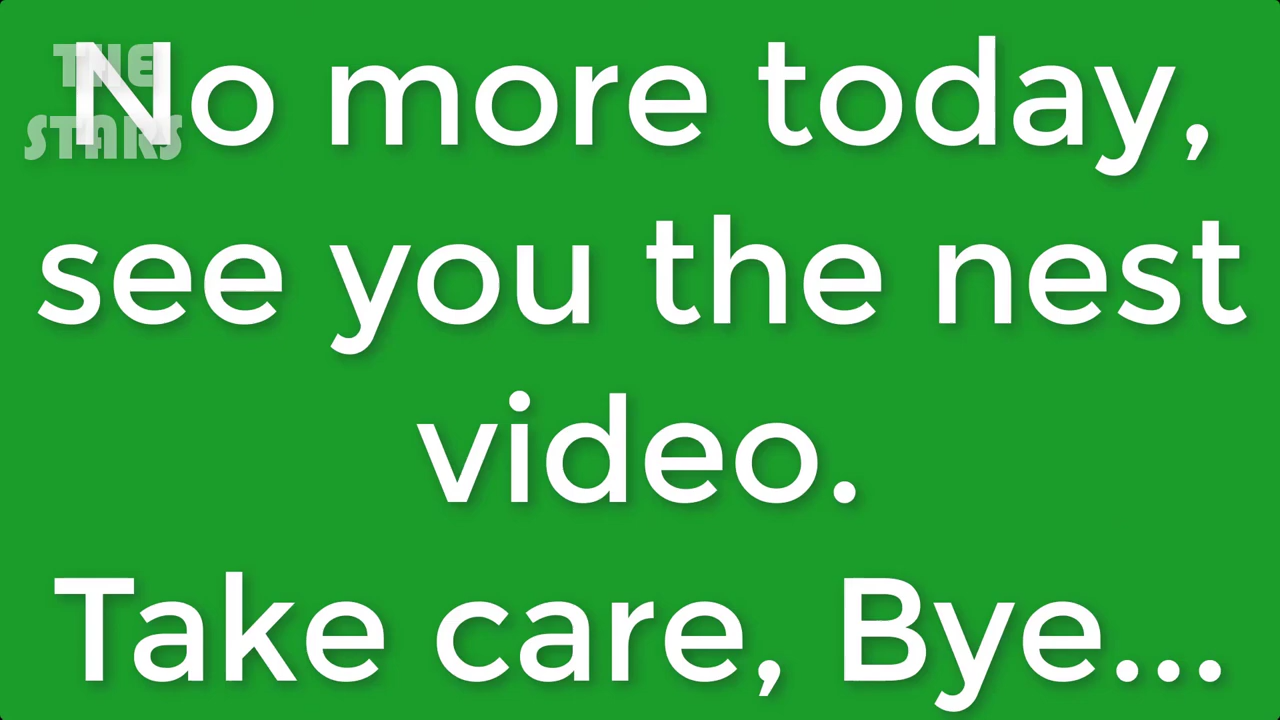 THE
STARS
No more today,
see you the nest
video.
Take care, Bye...